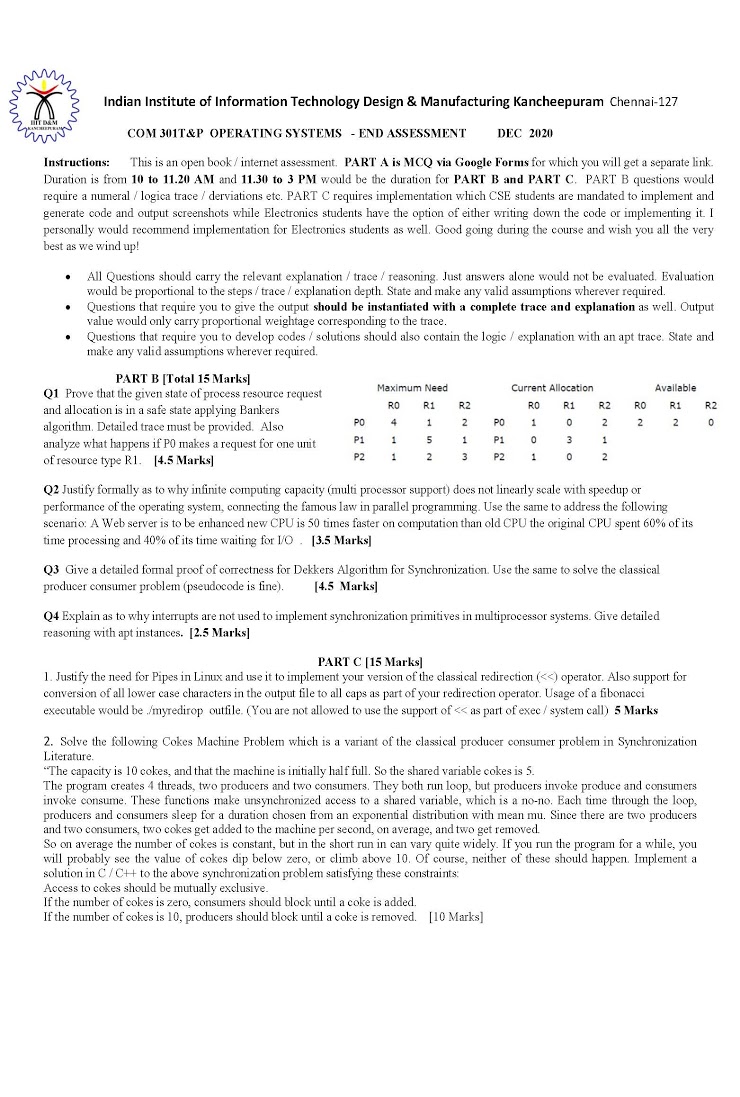 Indian Institute of Information Technology Design & Manufacturing Kancheepuram Chennai-127
IIIT D&M
KANCHEEPURAM
COM 301T&P OPERATING SYSTEMS - END ASSESSMENT DEC 2020
Instructions: This is an open book / internet assessment. PART A is MCQ via Google Forms for which you will get a separate link.
Duration is from 10 to 11.20 AM and 11.30 to 3 PM would be the duration for PART B and PART C. PART B questions would
require a numeral / logica trace / derviations etc. PART C requires implementation which CSE students are mandated to implement and
generate code and output screenshots while Electronics students have the option of either writing down the code or implementing it. I
personally would recommend implementation for Electronics students as well. Good going during the course and wish you all the very
best as we wind up!
• All Questions should carry the relevant explanation / trace / reasoning. Just answers alone would not be evaluated. Evaluation
would be proportional to the steps / trace / explanation depth. State and make any valid assumptions wherever required.
• Questions that require you to give the output should be instantiated with a complete trace and explanation as well. Output
value would only carry proportional weightage corresponding to the trace.
• Questions that require you to develop codes / solutions should also contain the logic / explanation with an apt trace. State and
make any valid assumptions wherever required.
PART B [Total 15 Marks]
Q1 Prove that the given state of process resource request
and allocation is in a safe state applying Bankers
algorithm. Detailed trace must be provided. Also
analyze what happens if P0 makes a request for one unit
of resource type R1. [4.5 Marks]
Maximum Need Current Allocation Available
R0 R1 R2 R0 R1 R2 R0 R1 R2
P0 4 1 2 P0 1 0 2 2 2 0
P1 1 5 1 P1 0 3 1
P2 1 2 3 P2 1 0 2
Q2 Justify formally as to why infinite computing capacity (multi processor support) does not linearly scale with speedup or
performance of the operating system, connecting the famous law in parallel programming. Use the same to address the following
scenario: A Web server is to be enhanced new CPU is 50 times faster on computation than old CPU the original CPU spent 60% of its
time processing and 40% of its time waiting for I/O . [3.5 Marks]
Q3 Give a detailed formal proof of correctness for Dekkers Algorithm for Synchronization. Use the same to solve the classical
producer consumer problem (pseudocode is fine). [4.5 Marks]
Q4 Explain as to why interrupts are not used to implement synchronization primitives in multiprocessor systems. Give detailed
reasoning with apt instances. [2.5 Marks]
PART C [15 Marks]
1. Justify the need for Pipes in Linux and use it to implement your version of the classical redirection (<<) operator. Also support for
conversion of all lower case characters in the output file to all caps as part of your redirection operator. Usage of a fibonacci
executable would be ./myredirop outfile. (You are not allowed to use the support of << as part of exec / system call) 5 Marks
2. Solve the following Cokes Machine Problem which is a variant of the classical producer consumer problem in Synchronization
Literature.
“The capacity is 10 cokes, and that the machine is initially half full. So the shared variable cokes is 5.
The program creates 4 threads, two producers and two consumers. They both run loop, but producers invoke produce and consumers
invoke consume. These functions make unsynchronized access to a shared variable, which is a no-no. Each time through the loop,
producers and consumers sleep for a duration chosen from an exponential distribution with mean mu. Since there are two producers
and two consumers, two cokes get added to the machine per second, on average, and two get removed.
So on average the number of cokes is constant, but in the short run in can vary quite widely. If you run the program for a while, you
will probably see the value of cokes dip below zero, or climb above 10. Of course, neither of these should happen. Implement a
solution in C / C++ to the above synchronization problem satisfying these constraints:
Access to cokes should be mutually exclusive.
If the number of cokes is zero, consumers should block until a coke is added.
If the number of cokes is 10, producers should block until a coke is removed. [10 Marks]